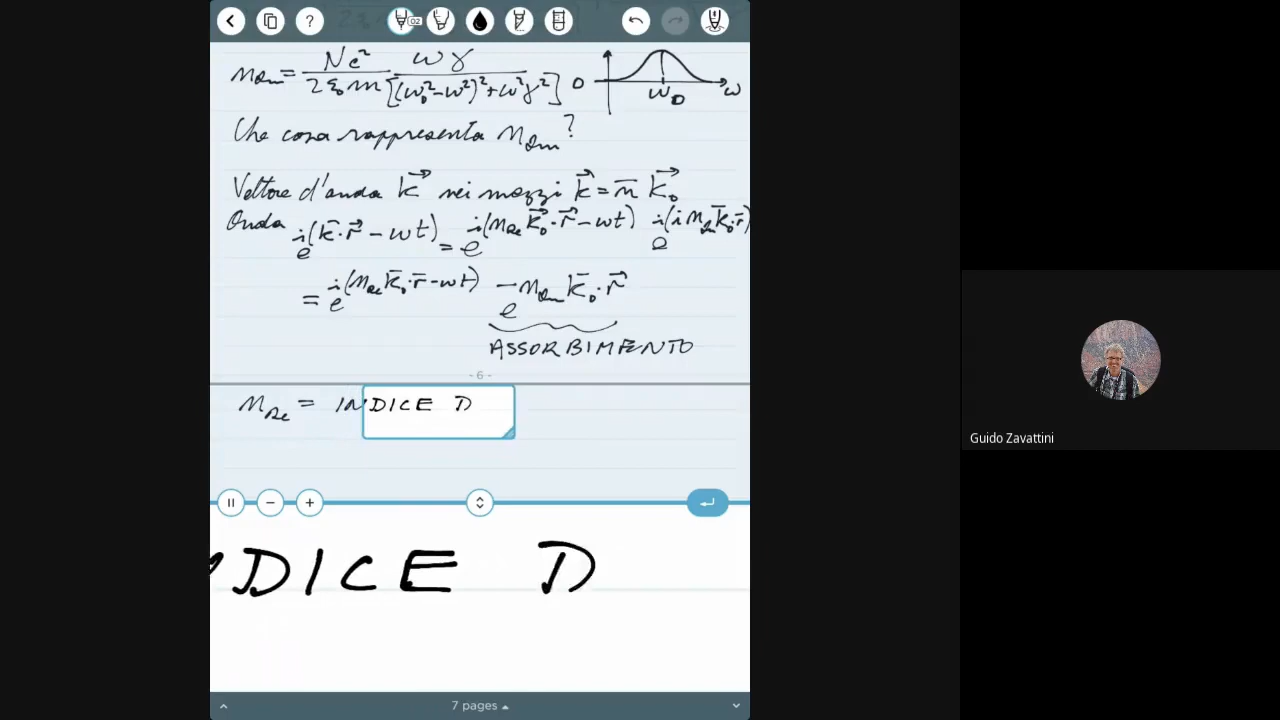 02
?
n_Im = Ne² / 2ε₀m · ωγ / [(ω₀²-ω²)²+ω²γ²]
0 ω₀ ω
Che cosa rappresenta n_Im?
Vettore d'onda k⃗ nei mezzi k⃗ = n̄ k⃗₀
Onda e^i(k̄·r⃗-ωt) = e^i(n_Re k⃗₀·r⃗-ωt) e^i(i n_Im k̄₀·r̄)
= e^i(n_Re k̄₀·r̄-ωt) e^-n_Im k̄₀·r⃗
ASSORBIMENTO
- 6 -
n_Re = INDICE D
NDICE D
7 pages
Guido Zavattini